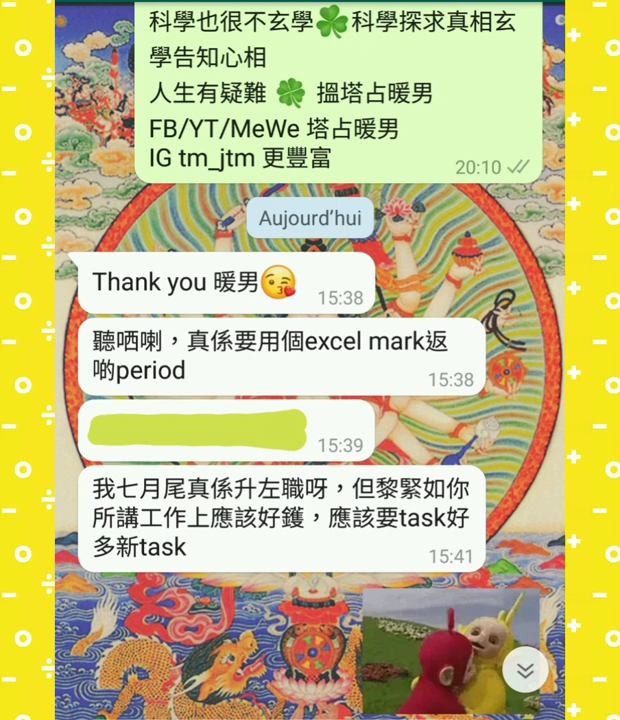 科學也很不玄學🍀科學探求真相玄
學告知心相
人生有疑難 🍀 搵塔占暖男
FB/YT/MeWe 塔占暖男
IG tm_jtm 更豐富
20:10
Aujourd’hui
Thank you 暖男😘
15:38
聽哂喇，真係要用個excel mark返
啲period
15:38
15:39
我七月尾真係升左職呀，但黎緊如你
所講工作上應該好鑊，應該要task好
多新task
15:41